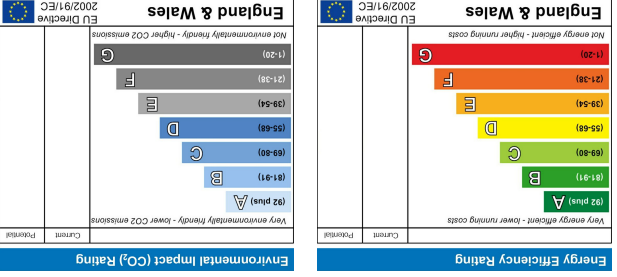 Energy Efficiency Rating
Current Potential
Very energy efficient - lower running costs
(92 plus) A
(81-91) B
(69-80) C
(55-68) D
(39-54) E
(21-38) F
(1-20) G
Not energy efficient - higher running costs
England & Wales
EU Directive
2002/91/EC
Environmental Impact (CO₂) Rating
Current Potential
Very environmentally friendly - lower CO2 emissions
(92 plus) A
(81-91) B
(69-80) C
(55-68) D
(39-54) E
(21-38) F
(1-20) G
Not environmentally friendly - higher CO2 emissions
England & Wales
EU Directive
2002/91/EC